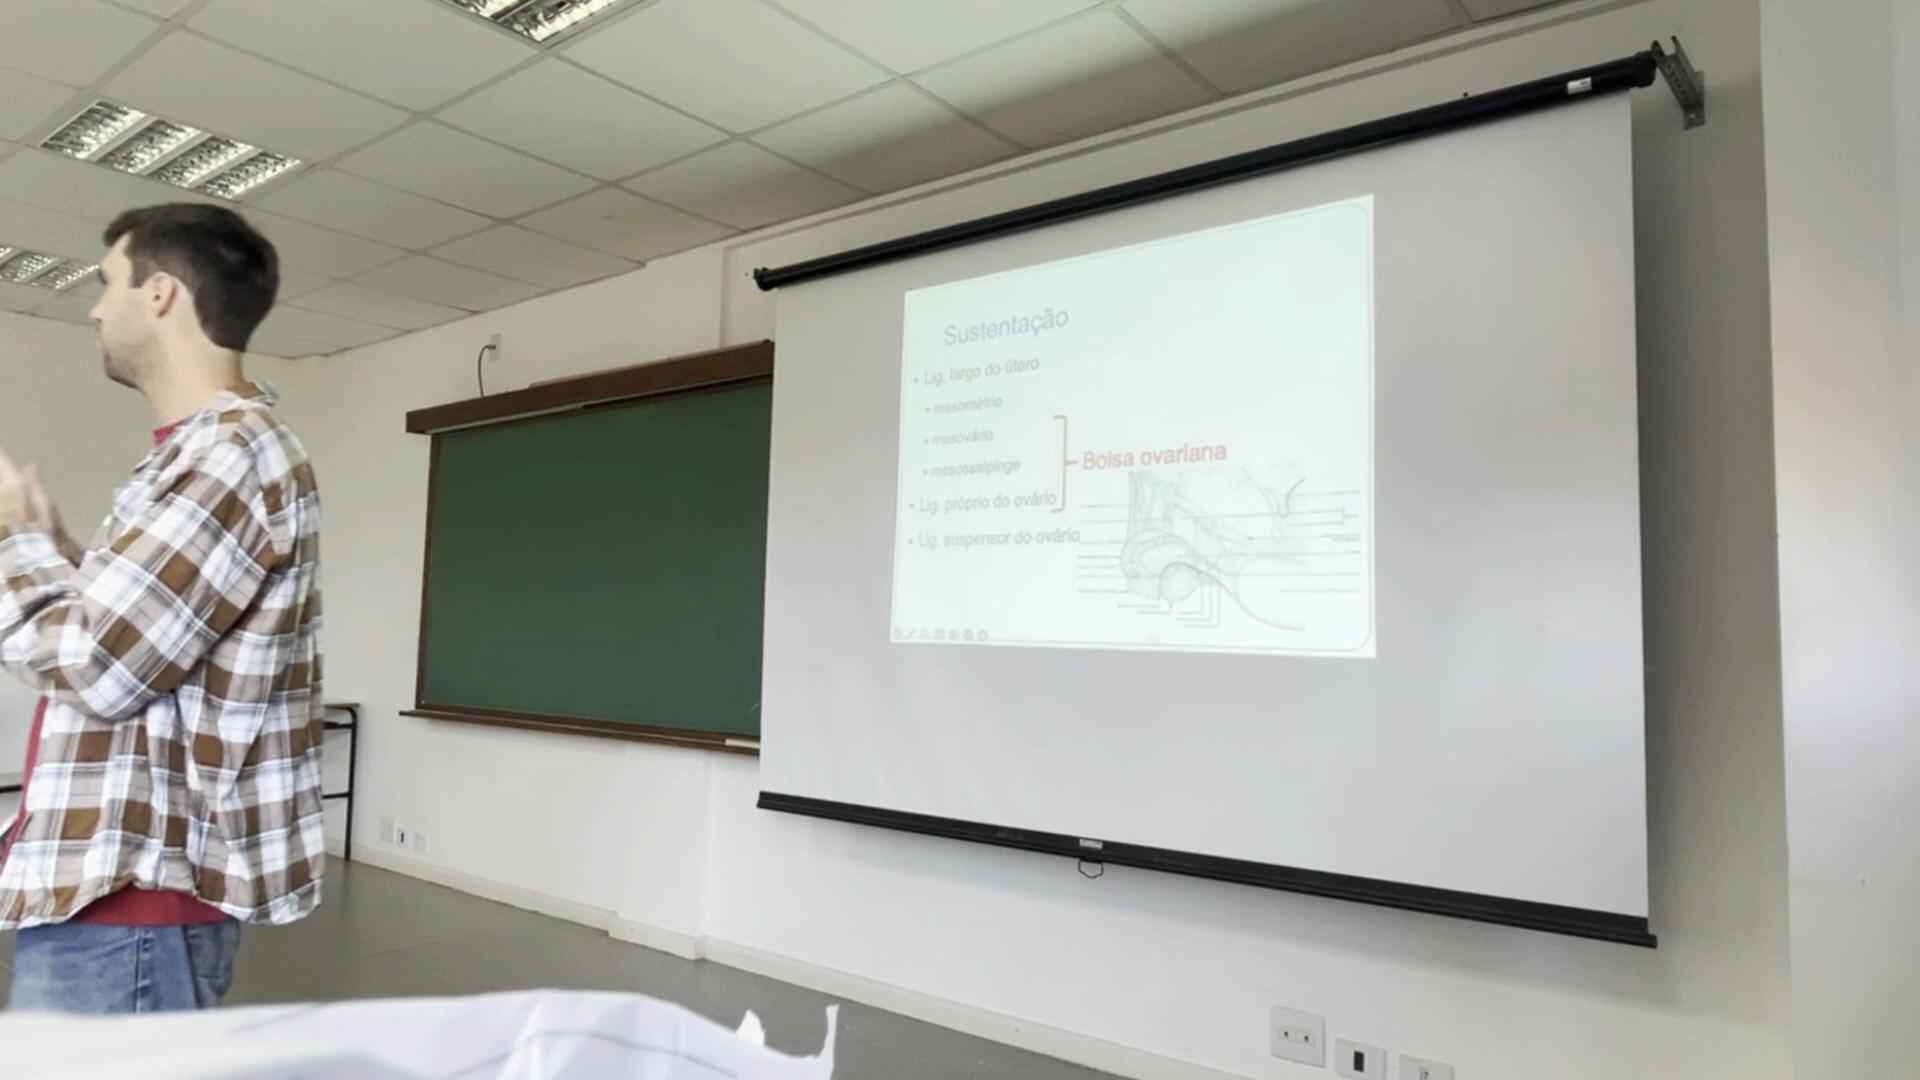 Sustentação
• Lig. largo do útero
• mesométrio
• mesovário
• mesossalpinge
Bolsa ovariana
• Lig. próprio do ovário
• Lig. suspensor do ovário